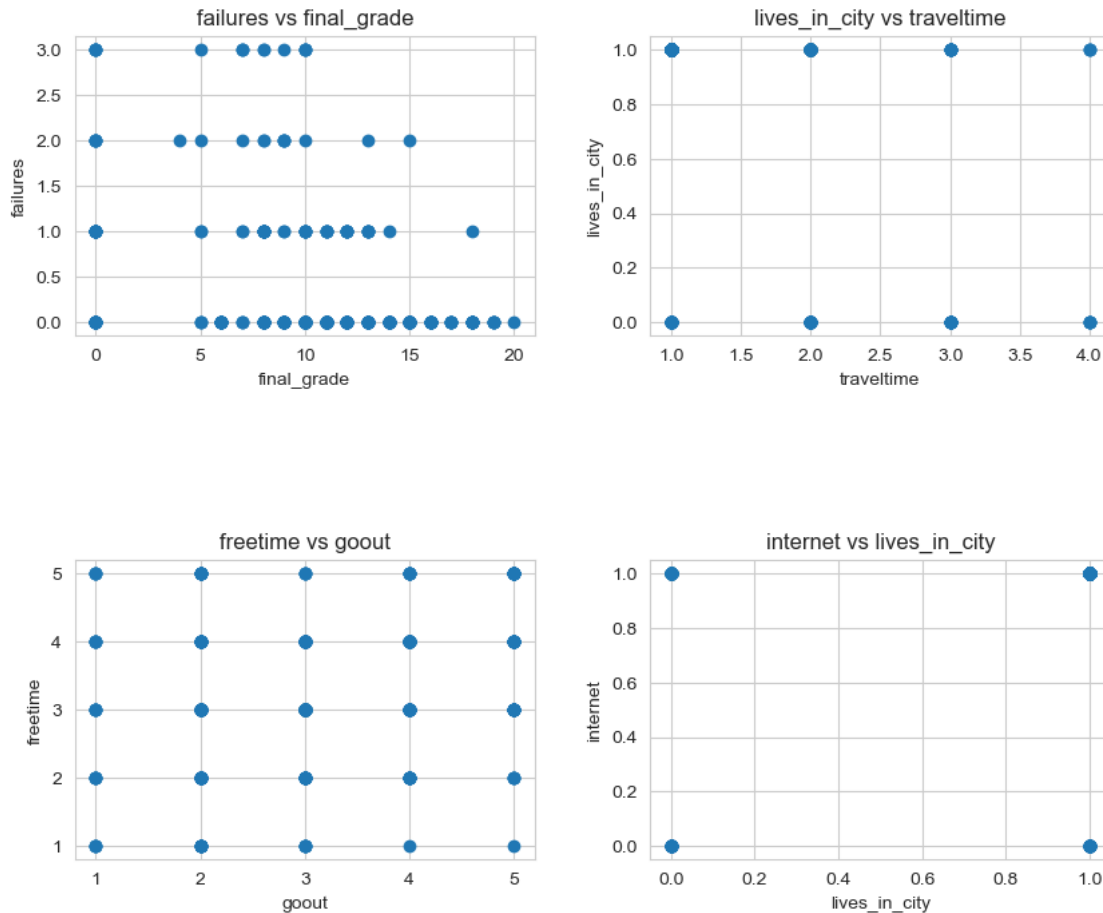 failures vs final_grade
3.0
2.5
2.0
1.5
1.0
0.5
0.0
failures
0 5 10 15 20
final_grade
lives_in_city vs traveltime
1.0
0.8
0.6
0.4
0.2
0.0
lives_in_city
1.0 1.5 2.0 2.5 3.0 3.5 4.0
traveltime
freetime vs goout
5
4
3
2
1
freetime
1 2 3 4 5
goout
internet vs lives_in_city
1.0
0.8
0.6
0.4
0.2
0.0
internet
0.0 0.2 0.4 0.6 0.8 1.0
lives_in_city